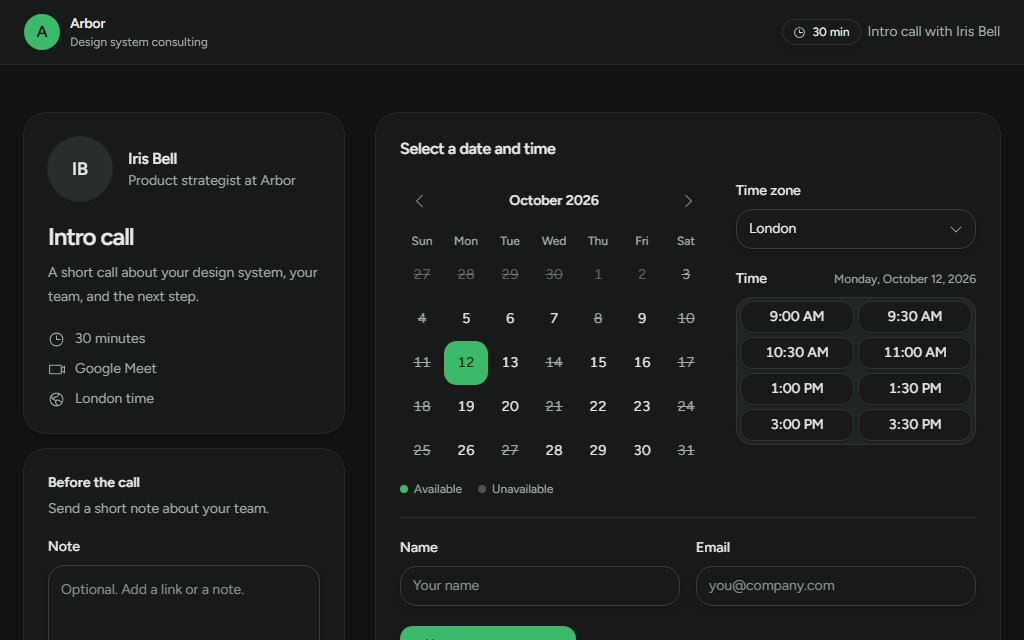 A
Arbor
Design system consulting
30 min
Intro call with Iris Bell
IB
Iris Bell
Product strategist at Arbor
Intro call
A short call about your design system, your
team, and the next step.
30 minutes
Google Meet
London time
Before the call
Send a short note about your team.
Note
Optional. Add a link or a note.
Select a date and time
October 2026
Sun Mon Tue Wed Thu Fri Sat
27 28 29 30 1 2 3
4 5 6 7 8 9 10
11 12 13 14 15 16 17
18 19 20 21 22 23 24
25 26 27 28 29 30 31
Available Unavailable
Time zone
London
Time Monday, October 12, 2026
9:00 AM 9:30 AM
10:30 AM 11:00 AM
1:00 PM 1:30 PM
3:00 PM 3:30 PM
Name
Your name
Email
you@company.com